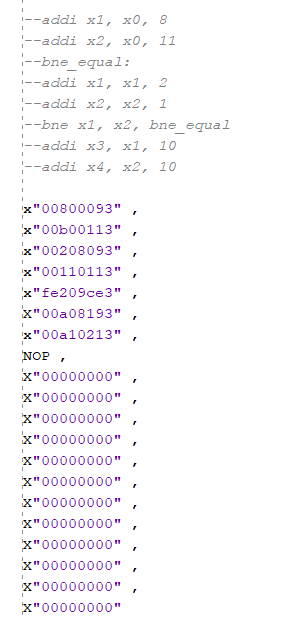 --addi x1, x0, 8
--addi x2, x0, 11
--bne_equal:
--addi x1, x1, 2
--addi x2, x2, 1
--bne x1, x2, bne_equal
--addi x3, x1, 10
--addi x4, x2, 10
x"00800093" ,
x"00b00113" ,
x"00208093" ,
x"00110113" ,
x"fe209ce3" ,
X"00a08193" ,
x"00a10213" ,
NOP ,
X"00000000" ,
X"00000000" ,
X"00000000" ,
X"00000000" ,
X"00000000" ,
X"00000000" ,
X"00000000" ,
X"00000000" ,
X"00000000" ,
X"00000000" ,
X"00000000" ,
X"00000000"